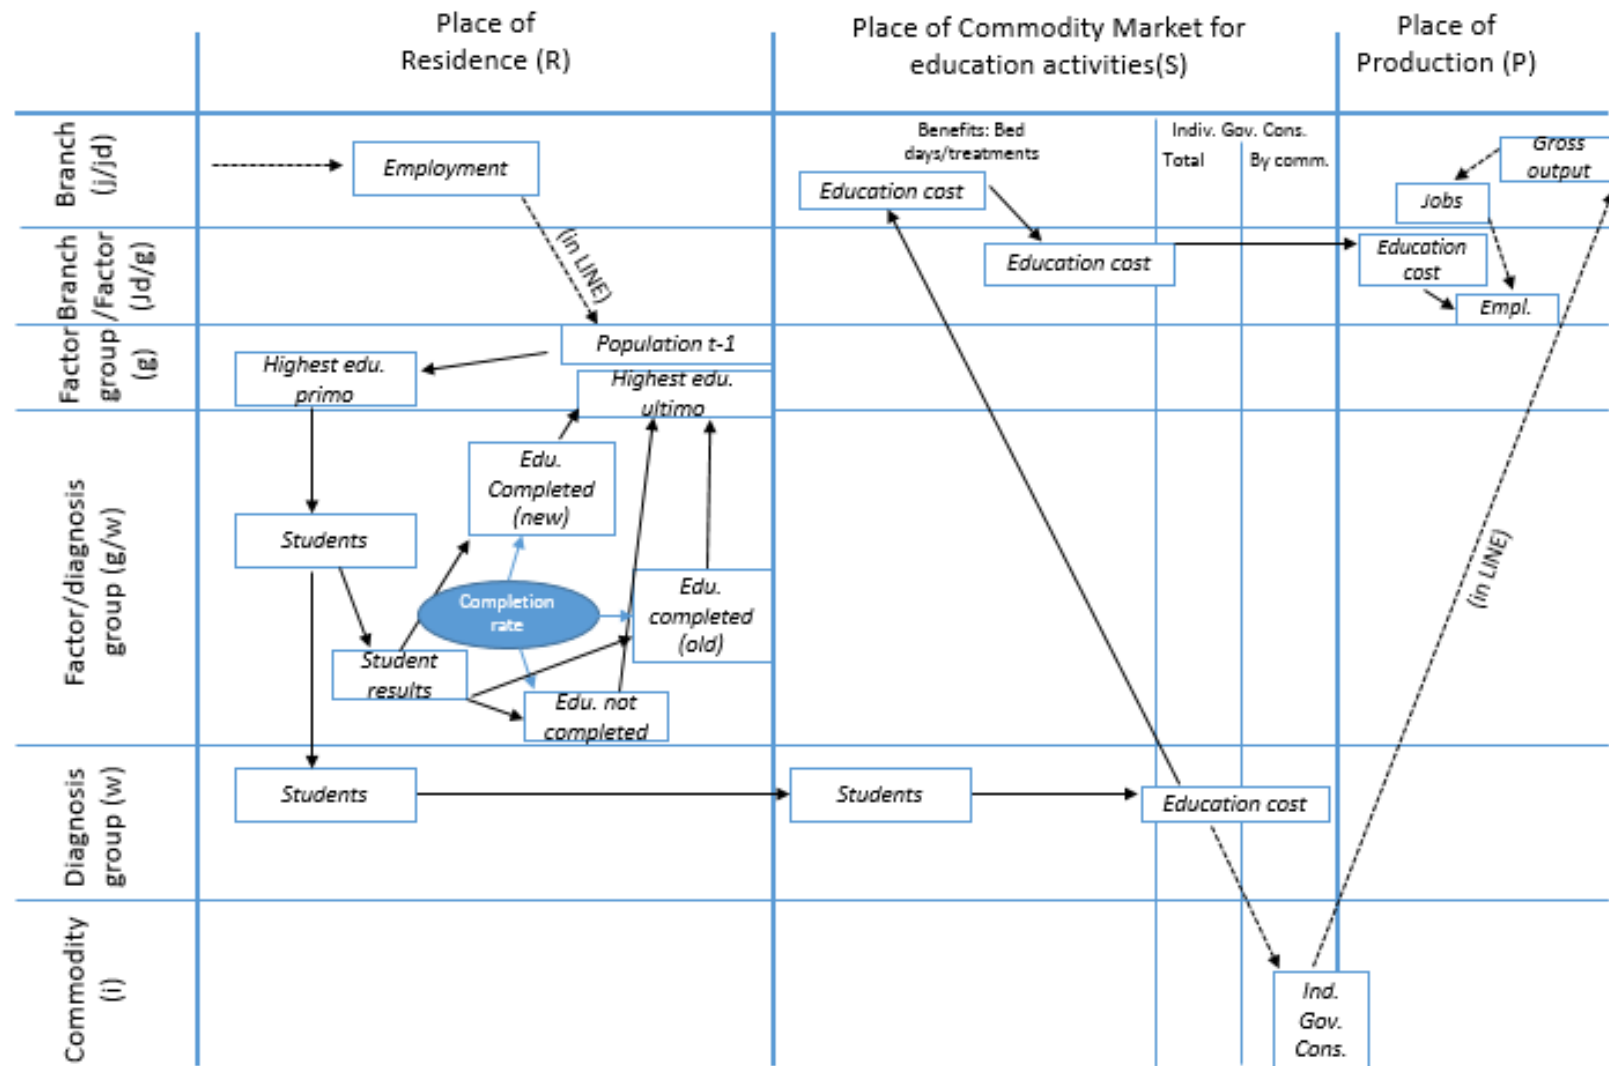 Place of
Residence (R)
Place of Commodity Market for
education activities(S)
Place of
Production (P)
Branch
(j/jd)
Employment
Benefits: Bed
days/treatments
Indiv. Gov. Cons.
Total
By comm.
Education cost
Gross
output
Jobs
Branch
/Factor
(Jd/g)
(in LINE)
Education cost
Education
cost
Empl.
Factor
group
(g)
Population t-1
Highest edu.
primo
Highest edu.
ultimo
Factor/diagnosis
group (g/w)
Edu.
Completed
(new)
Students
Completion
rate
Edu.
completed
(old)
Student
results
Edu. not
completed
(in LINE)
Diagnosis
group (w)
Students
Students
Education cost
Commodity
(i)
Ind.
Gov.
Cons.